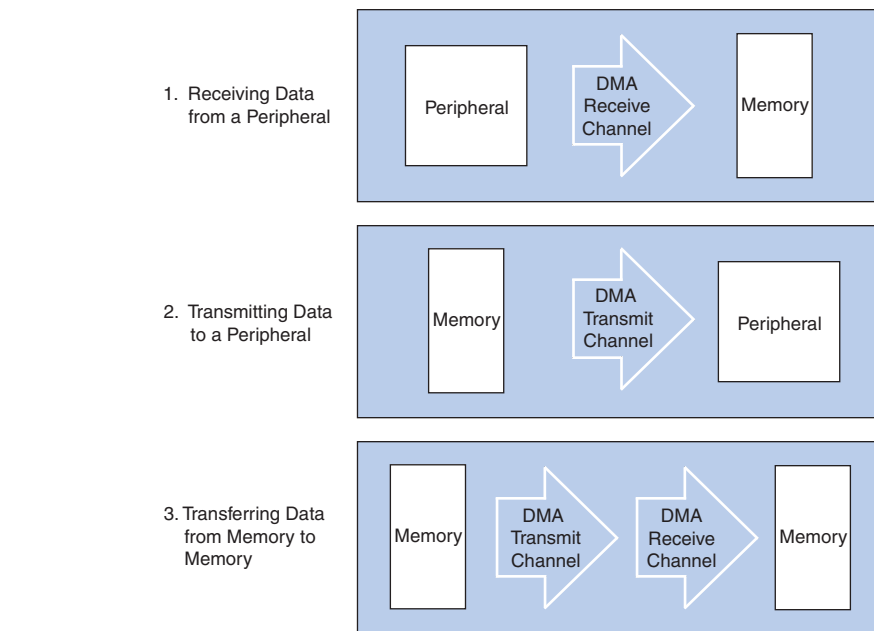 1. Receiving Data
from a Peripheral
Peripheral
DMA
Receive
Channel
Memory
2. Transmitting Data
to a Peripheral
Memory
DMA
Transmit
Channel
Peripheral
3. Transferring Data
from Memory to
Memory
Memory
DMA
Transmit
Channel
DMA
Receive
Channel
Memory